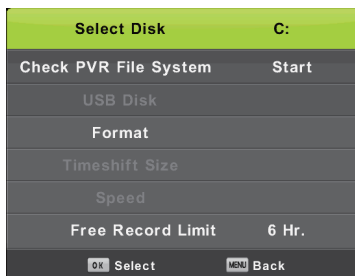 Select Disk C:
Check PVR File System Start
USB Disk
Format
Timeshift Size
Speed
Free Record Limit 6 Hr.
OK Select MENU Back